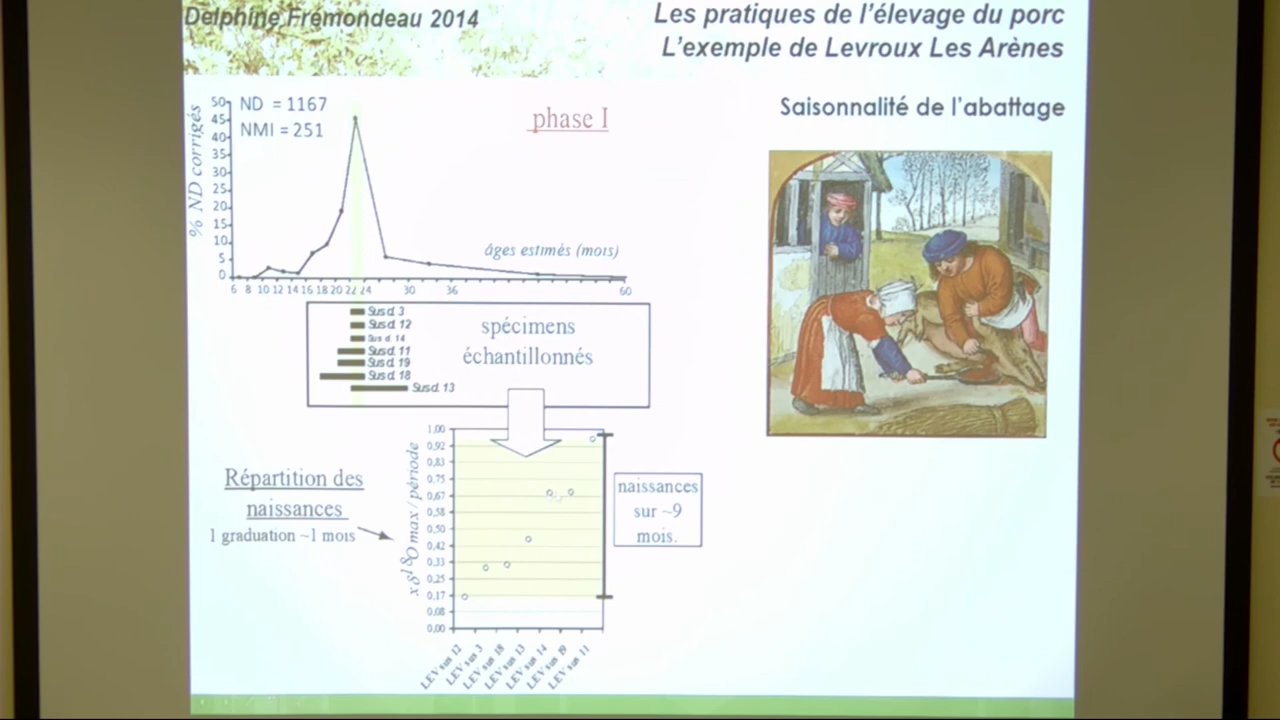 Delphine Frémondeau 2014
Les pratiques de l'élevage du porc
L'exemple de Levroux Les Arènes
Saisonnalité de l'abattage
ND = 1167
NMI = 251
phase I
% ND corrigés
50
45
40
35
30
25
20
15
10
5
0
âges estimés (mois)
6 8 10 12 14 16 18 20 22 24 30 36 60
Sus d. 3
Sus d. 12
Sus d. 14
Sus d. 11
Sus d. 19
Sus d. 18
Sus d. 13
spécimens
échantillonnés
Répartition des
naissances
1 graduation ~1 mois
x δ18O max / période
1,00
0,92
0,83
0,75
0,67
0,58
0,50
0,42
0,33
0,25
0,17
0,08
0,00
LEV sus 12
LEV sus 3
LEV sus 18
LEV sus 13
LEV sus 14
LEV sus 19
LEV sus 11
naissances
sur ~9
mois.